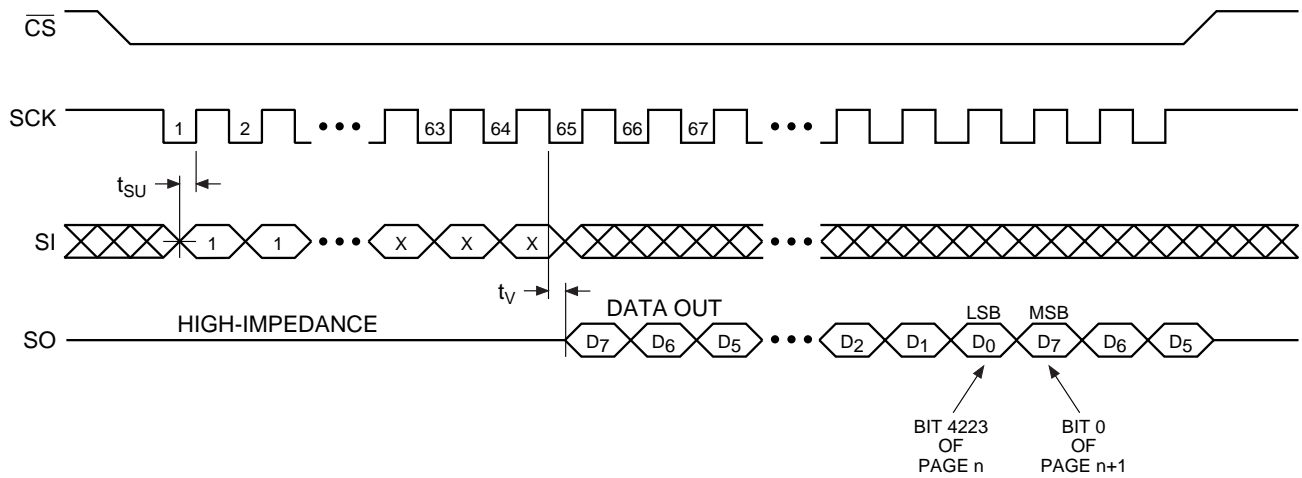 CS
SCK 1 2 63 64 65 66 67
tSU
SI 1 1 X X X
tV
HIGH-IMPEDANCE DATA OUT LSB MSB
SO D7 D6 D5 D2 D1 D0 D7 D6 D5
BIT 4223
OF
PAGE n
BIT 0
OF
PAGE n+1